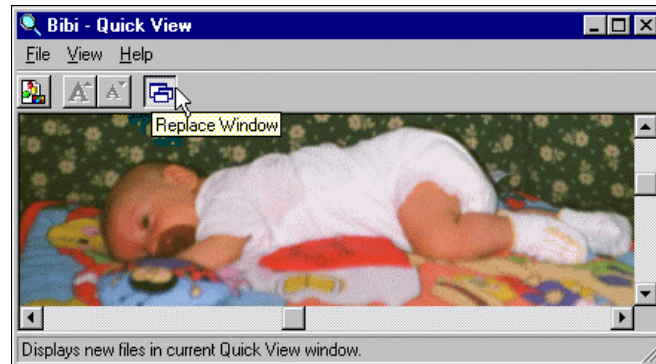 Bibi - Quick View
File View Help
A A
Replace Window
Displays new files in current Quick View window.